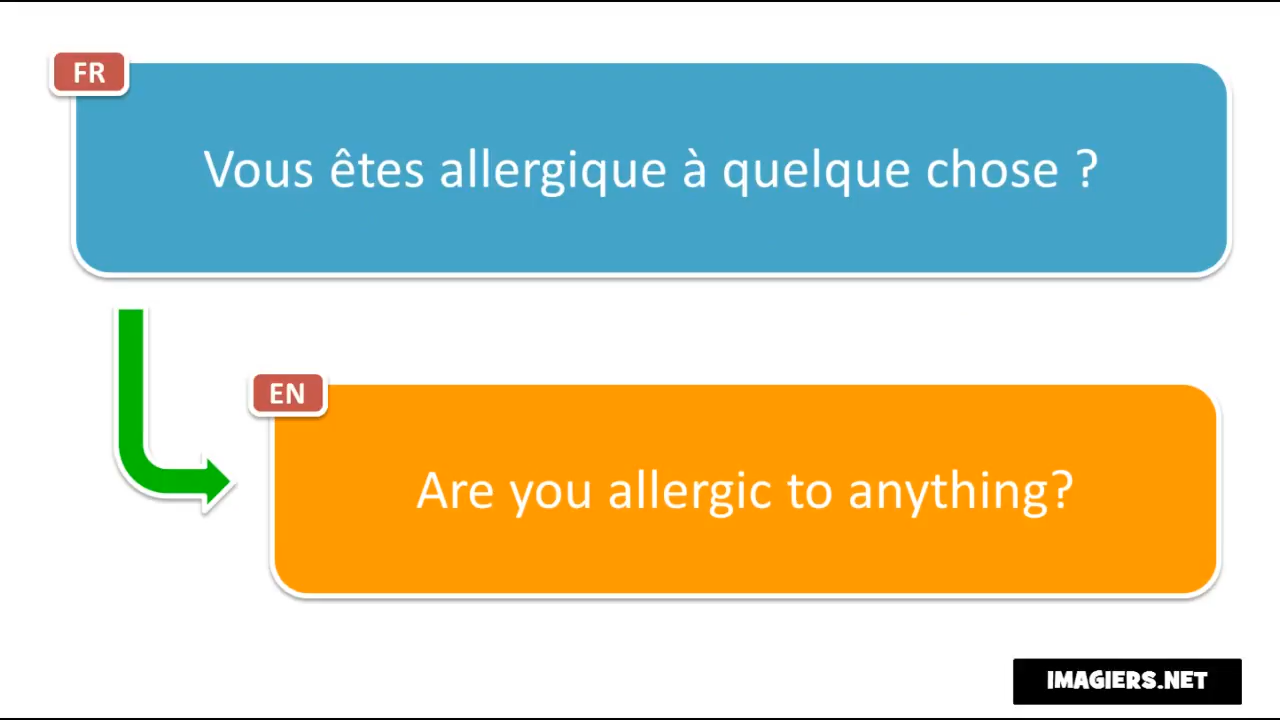 FR
Vous êtes allergique à quelque chose ?
EN
Are you allergic to anything?
IMAGIERS.NET